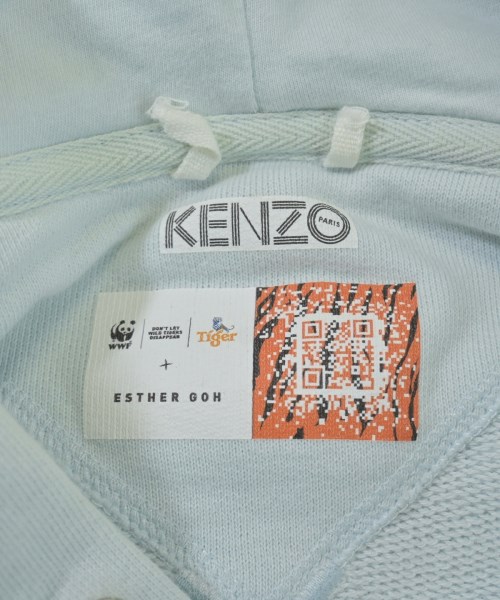 KENZO
PARIS
WWF
DON'T LET
WILD TIGERS
DISAPPEAR
Tiger
+
ESTHER GOH